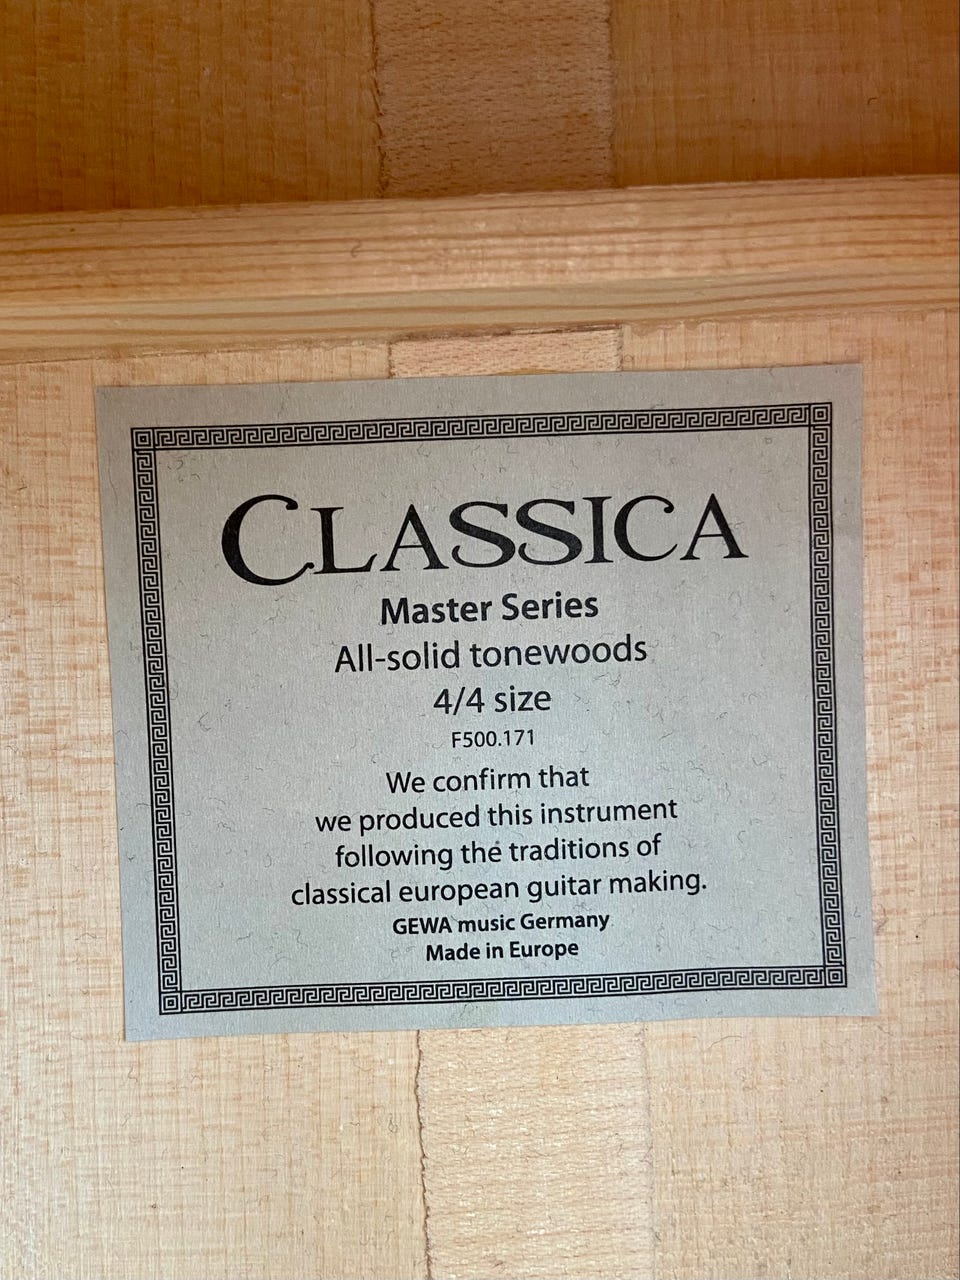 CLASSICA
Master Series
All-solid tonewoods
4/4 size
F500.171
We confirm that
we produced this instrument
following the traditions of
classical european guitar making.
GEWA music Germany
Made in Europe